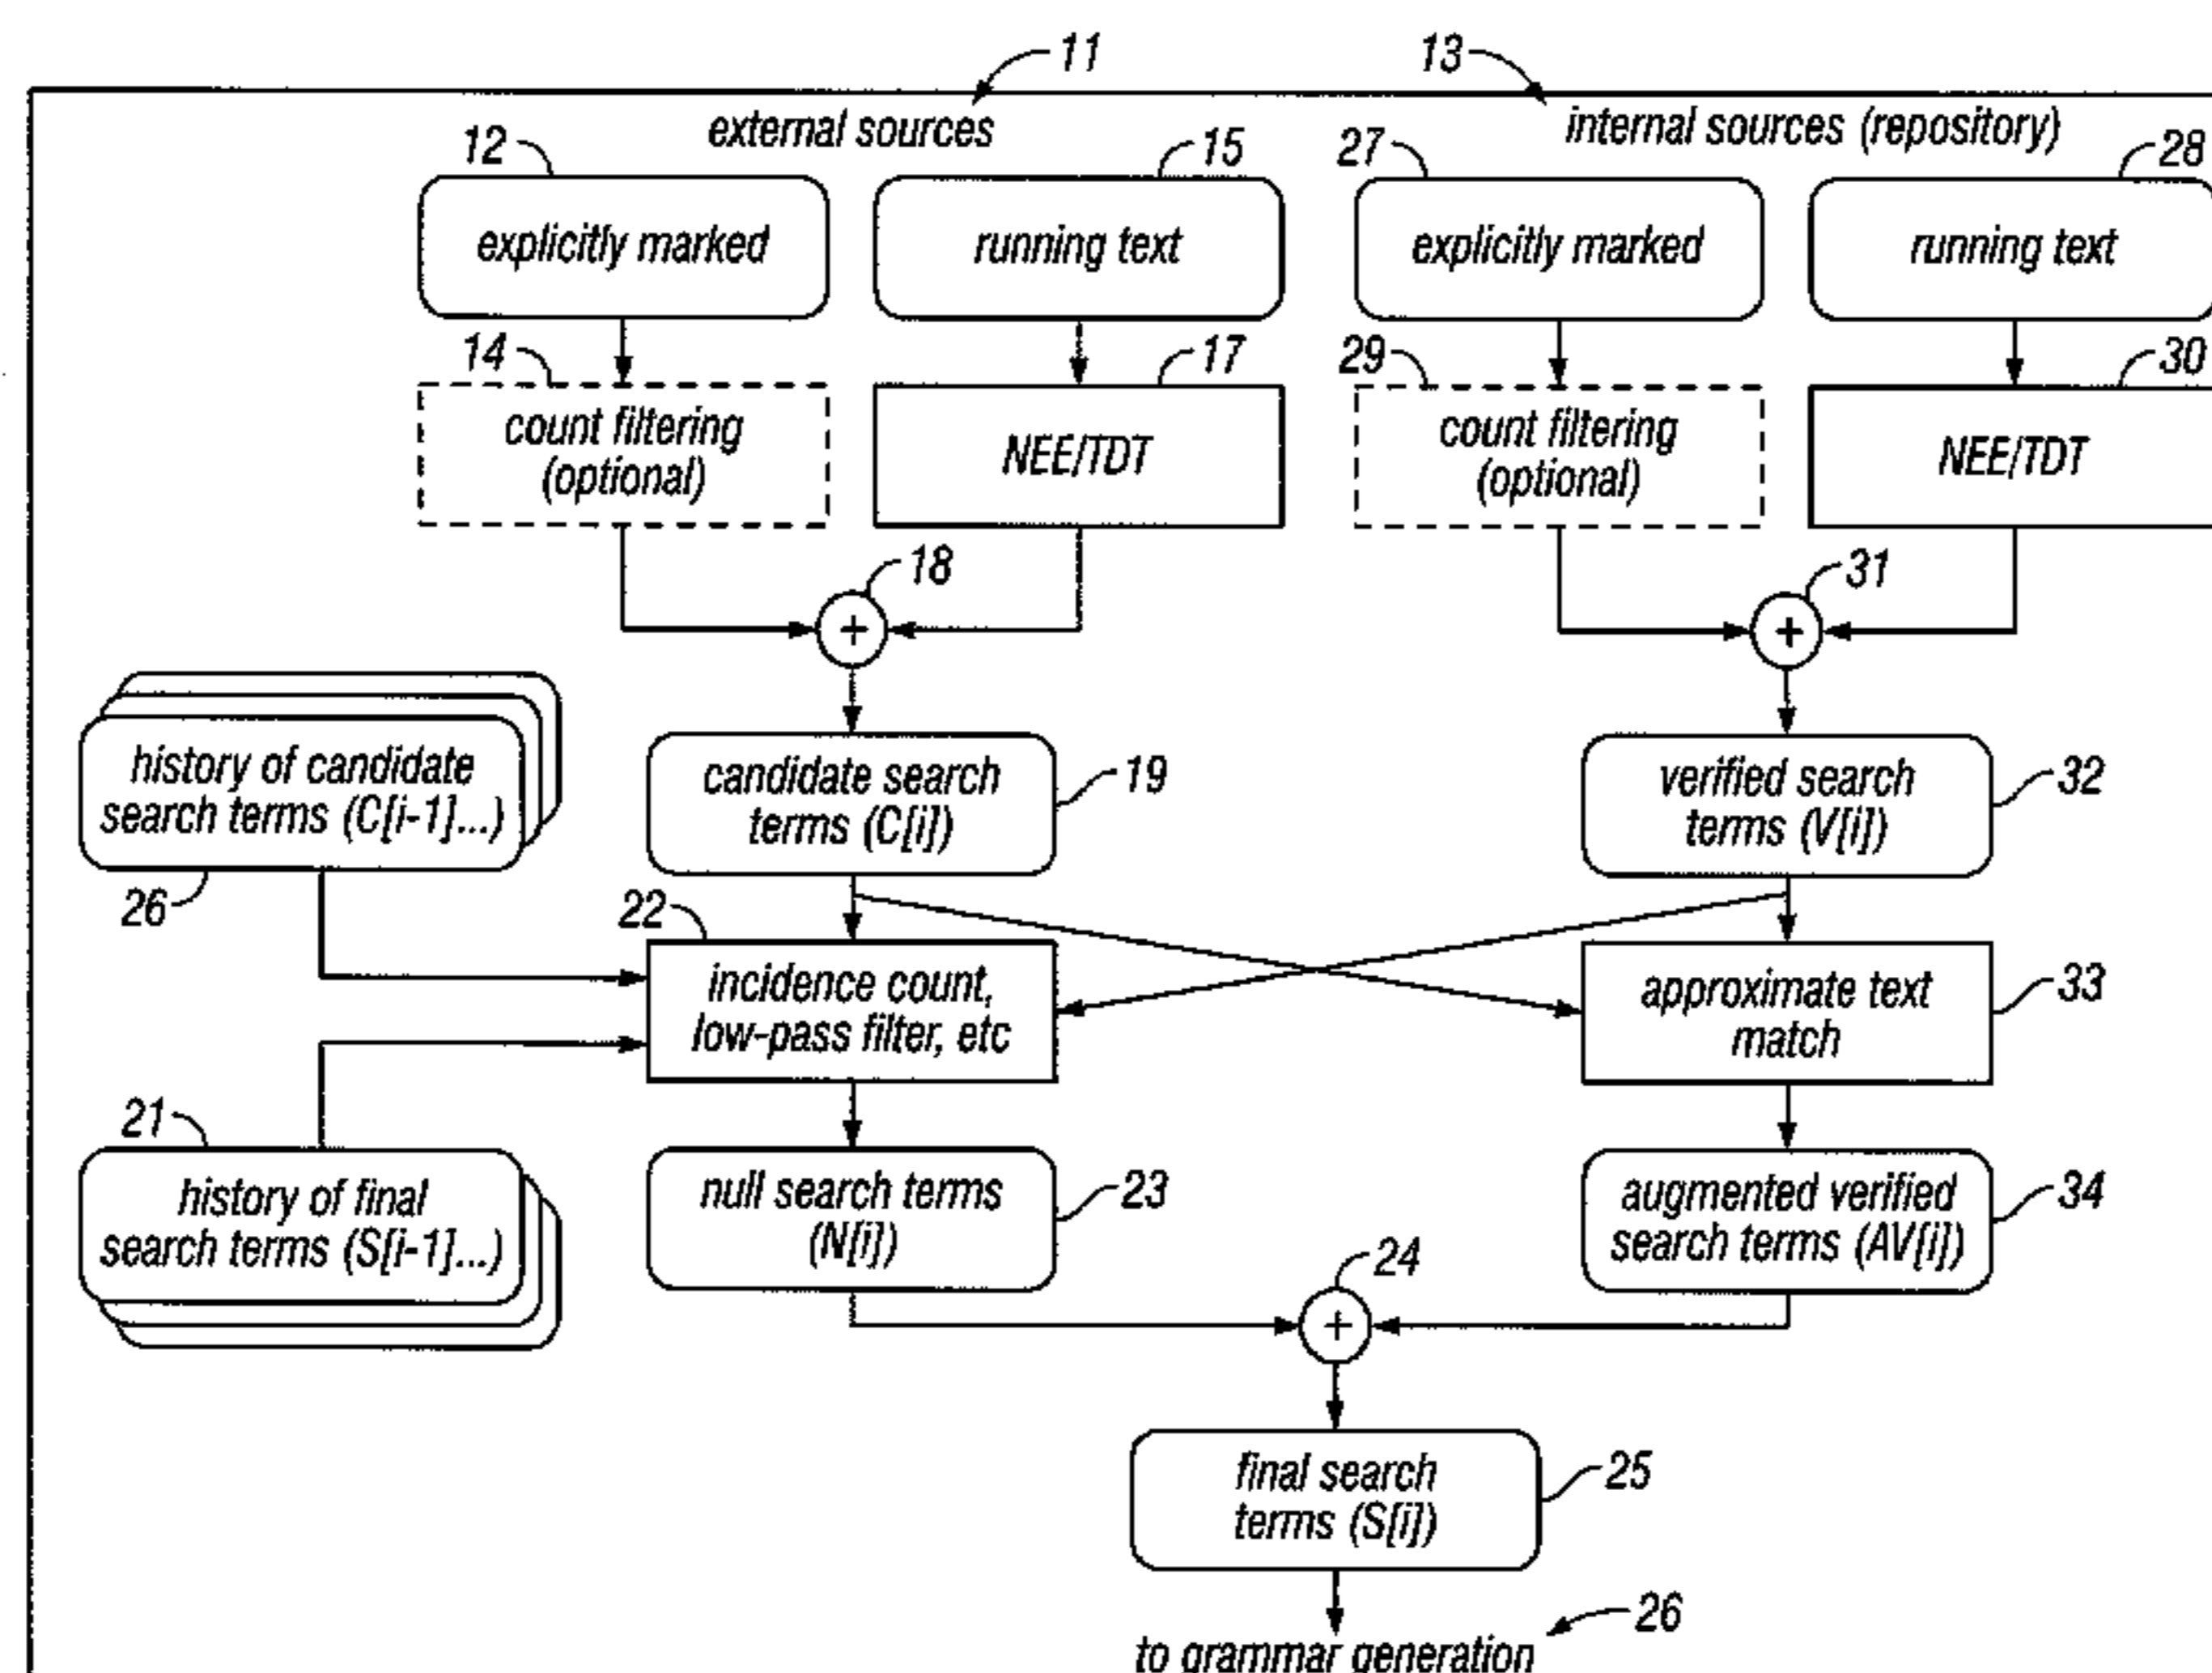 11
13
external sources
internal sources (repository)
12
15
27
28
explicitly marked
running text
explicitly marked
running text
14
17
29
30
count filtering
(optional)
NEE/TDT
count filtering
(optional)
NEE/TDT
18
31
+
+
history of candidate
search terms (C[i-1]...)
candidate search
terms (C[i])
19
verified search
terms (V[i])
32
26
22
incidence count,
low-pass filter, etc
approximate text
match
33
21
history of final
search terms (S[i-1]...)
null search terms
(N[i])
23
augmented verified
search terms (AV[i])
34
24
+
final search
terms (S[i])
25
26
to grammar generation